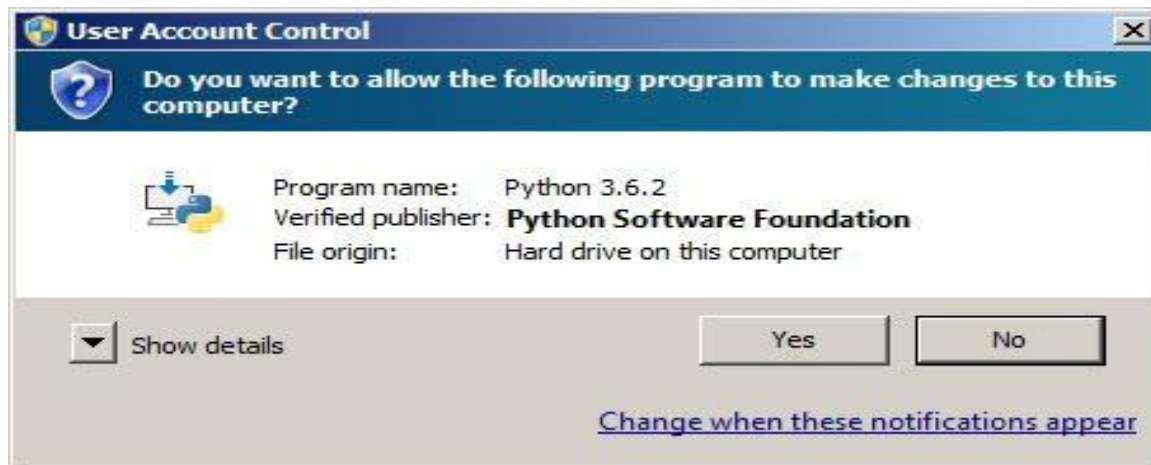 User Account Control
Do you want to allow the following program to make changes to this
computer?
Program name: Python 3.6.2
Verified publisher: Python Software Foundation
File origin: Hard drive on this computer
Show details
Yes
No
Change when these notifications appear